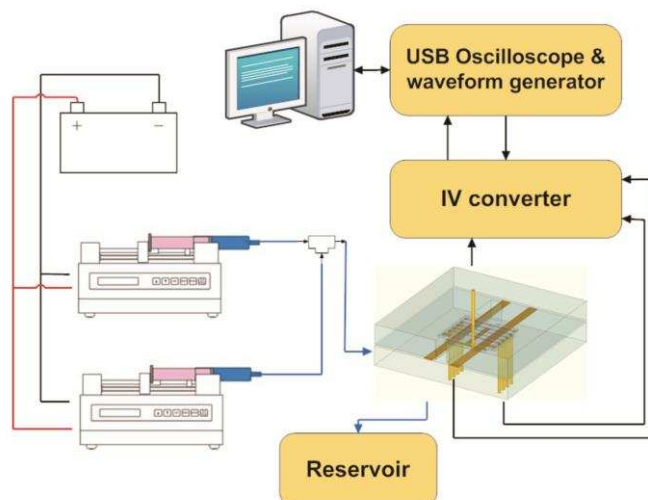 USB Oscilloscope &
waveform generator
+ −
IV converter
Reservoir